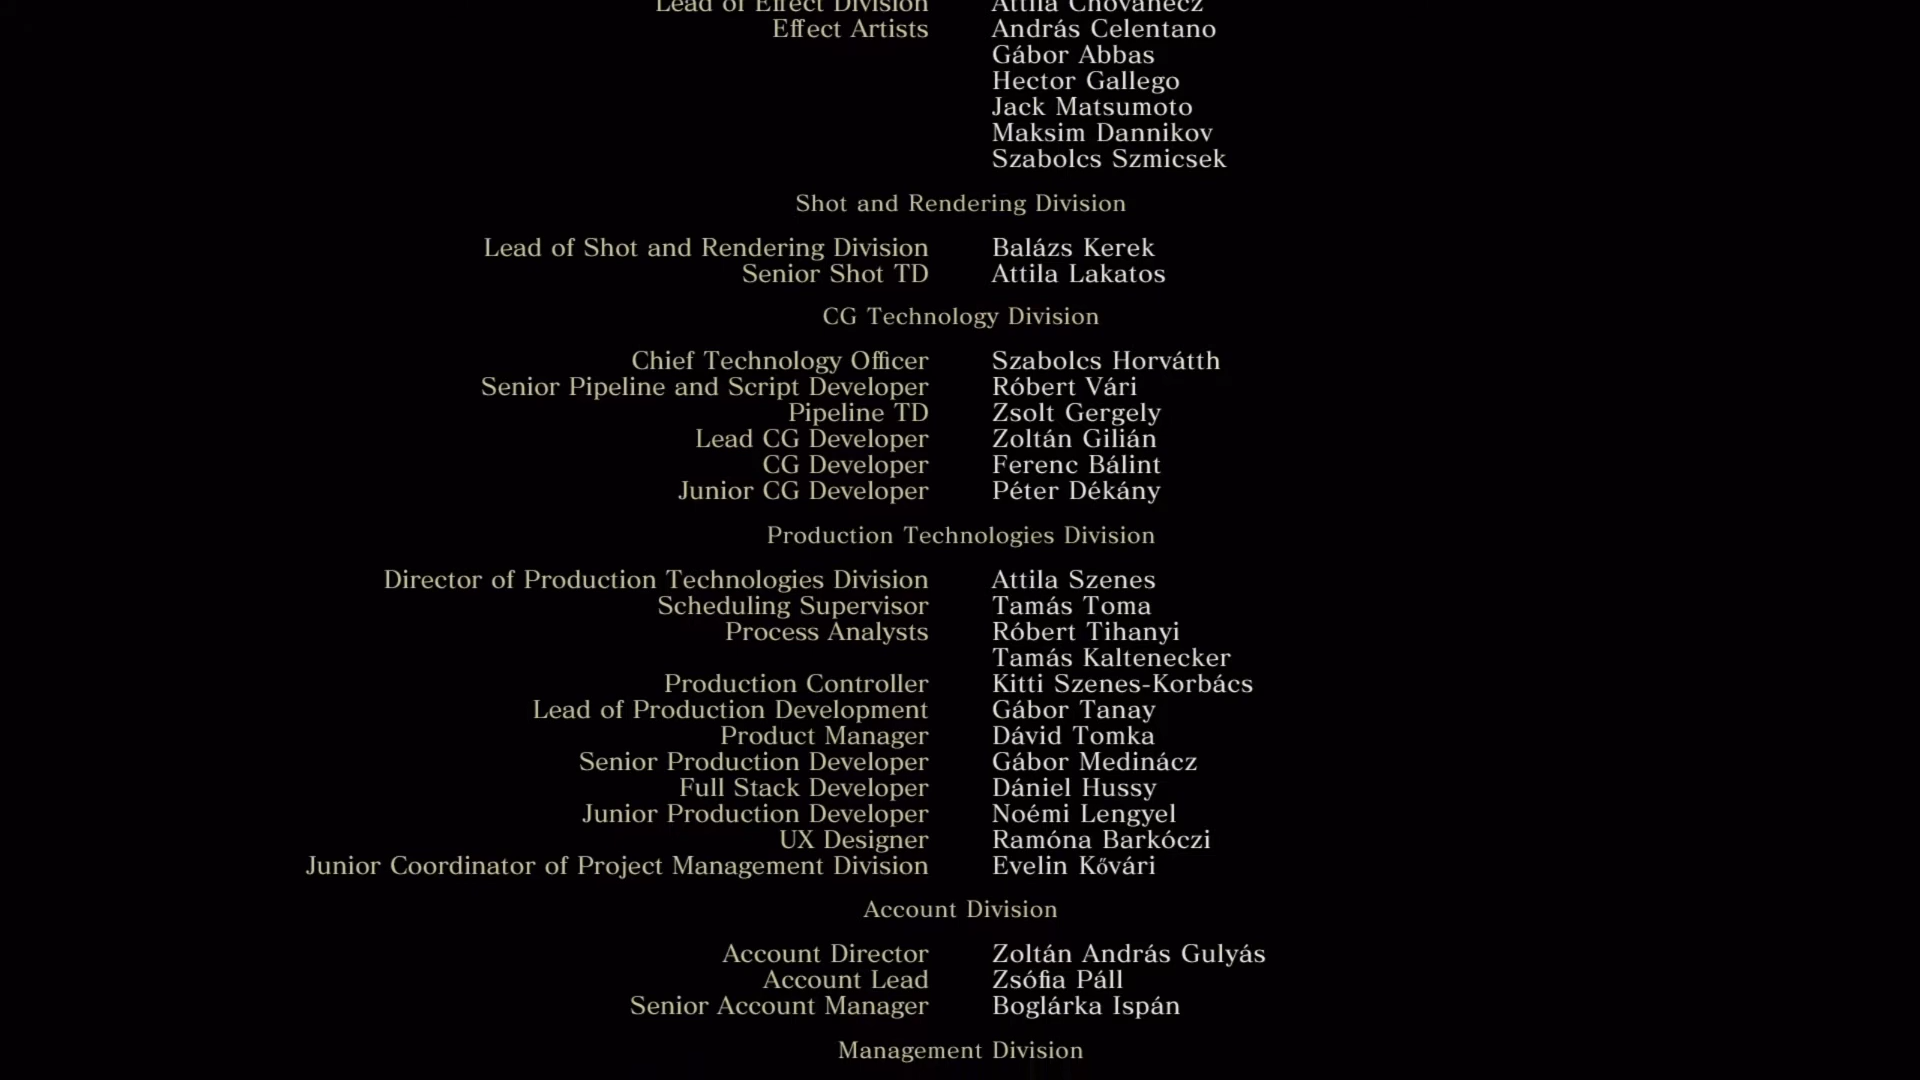 Lead of Effect Division Attila Chovanecz
Effect Artists András Celentano
Gábor Abbas
Hector Gallego
Jack Matsumoto
Maksim Dannikov
Szabolcs Szmicsek
Shot and Rendering Division
Lead of Shot and Rendering Division Balázs Kerek
Senior Shot TD Attila Lakatos
CG Technology Division
Chief Technology Officer Szabolcs Horvátth
Senior Pipeline and Script Developer Róbert Vári
Pipeline TD Zsolt Gergely
Lead CG Developer Zoltán Gilián
CG Developer Ferenc Bálint
Junior CG Developer Péter Dékány
Production Technologies Division
Director of Production Technologies Division Attila Szenes
Scheduling Supervisor Tamás Toma
Process Analysts Róbert Tihanyi
Tamás Kaltenecker
Production Controller Kitti Szenes-Korbács
Lead of Production Development Gábor Tanay
Product Manager Dávid Tomka
Senior Production Developer Gábor Medinácz
Full Stack Developer Dániel Hussy
Junior Production Developer Noémi Lengyel
UX Designer Ramóna Barkóczi
Junior Coordinator of Project Management Division Evelin Kővári
Account Division
Account Director Zoltán András Gulyás
Account Lead Zsófia Páll
Senior Account Manager Boglárka Ispán
Management Division